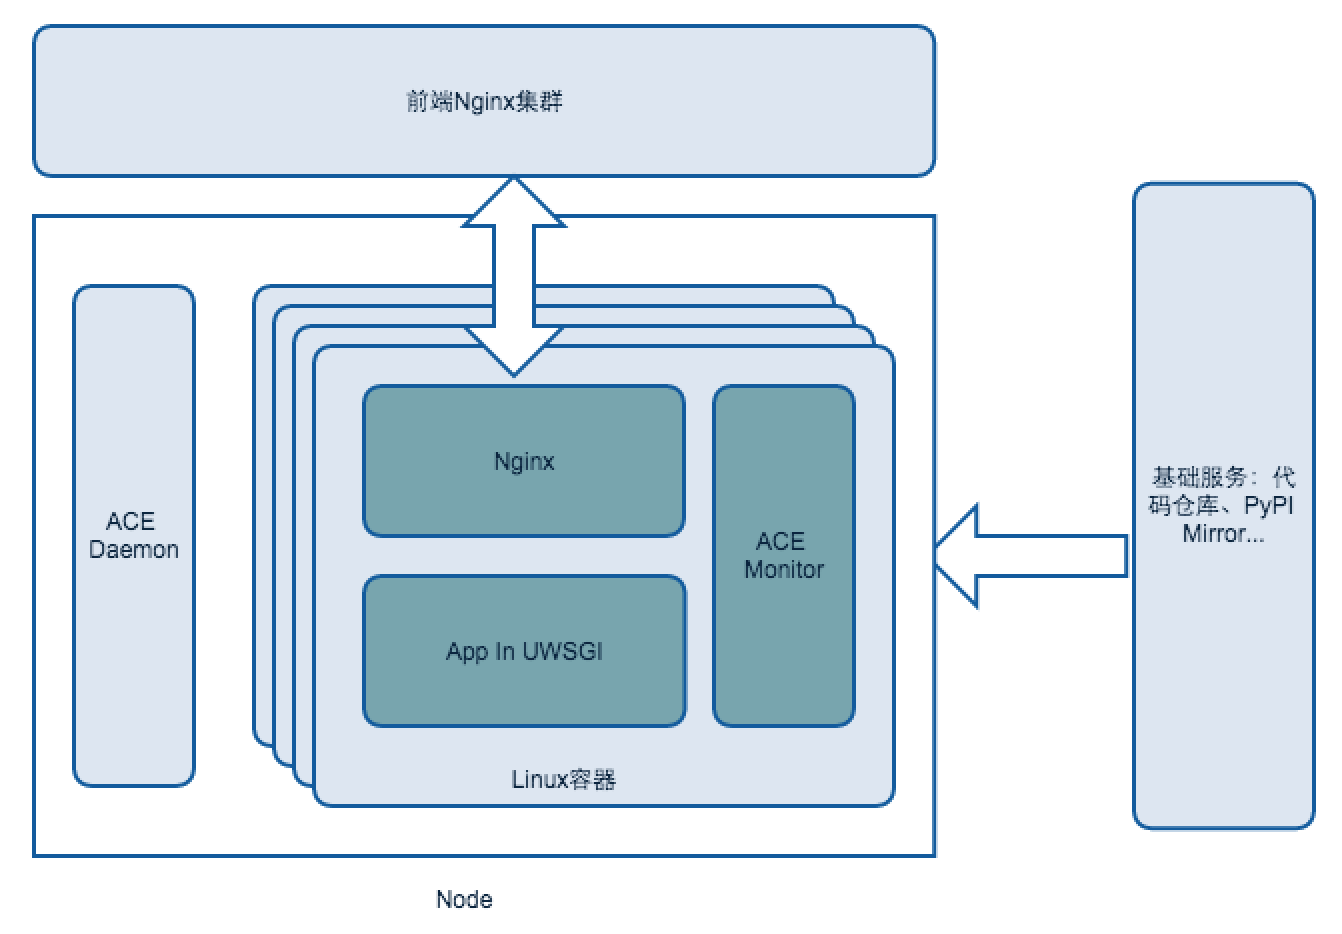 前端Nginx集群
ACE
Daemon
Nginx
ACE
Monitor
App In UWSGI
Linux容器
基础服务：代
码仓库、PyPI
Mirror...
Node